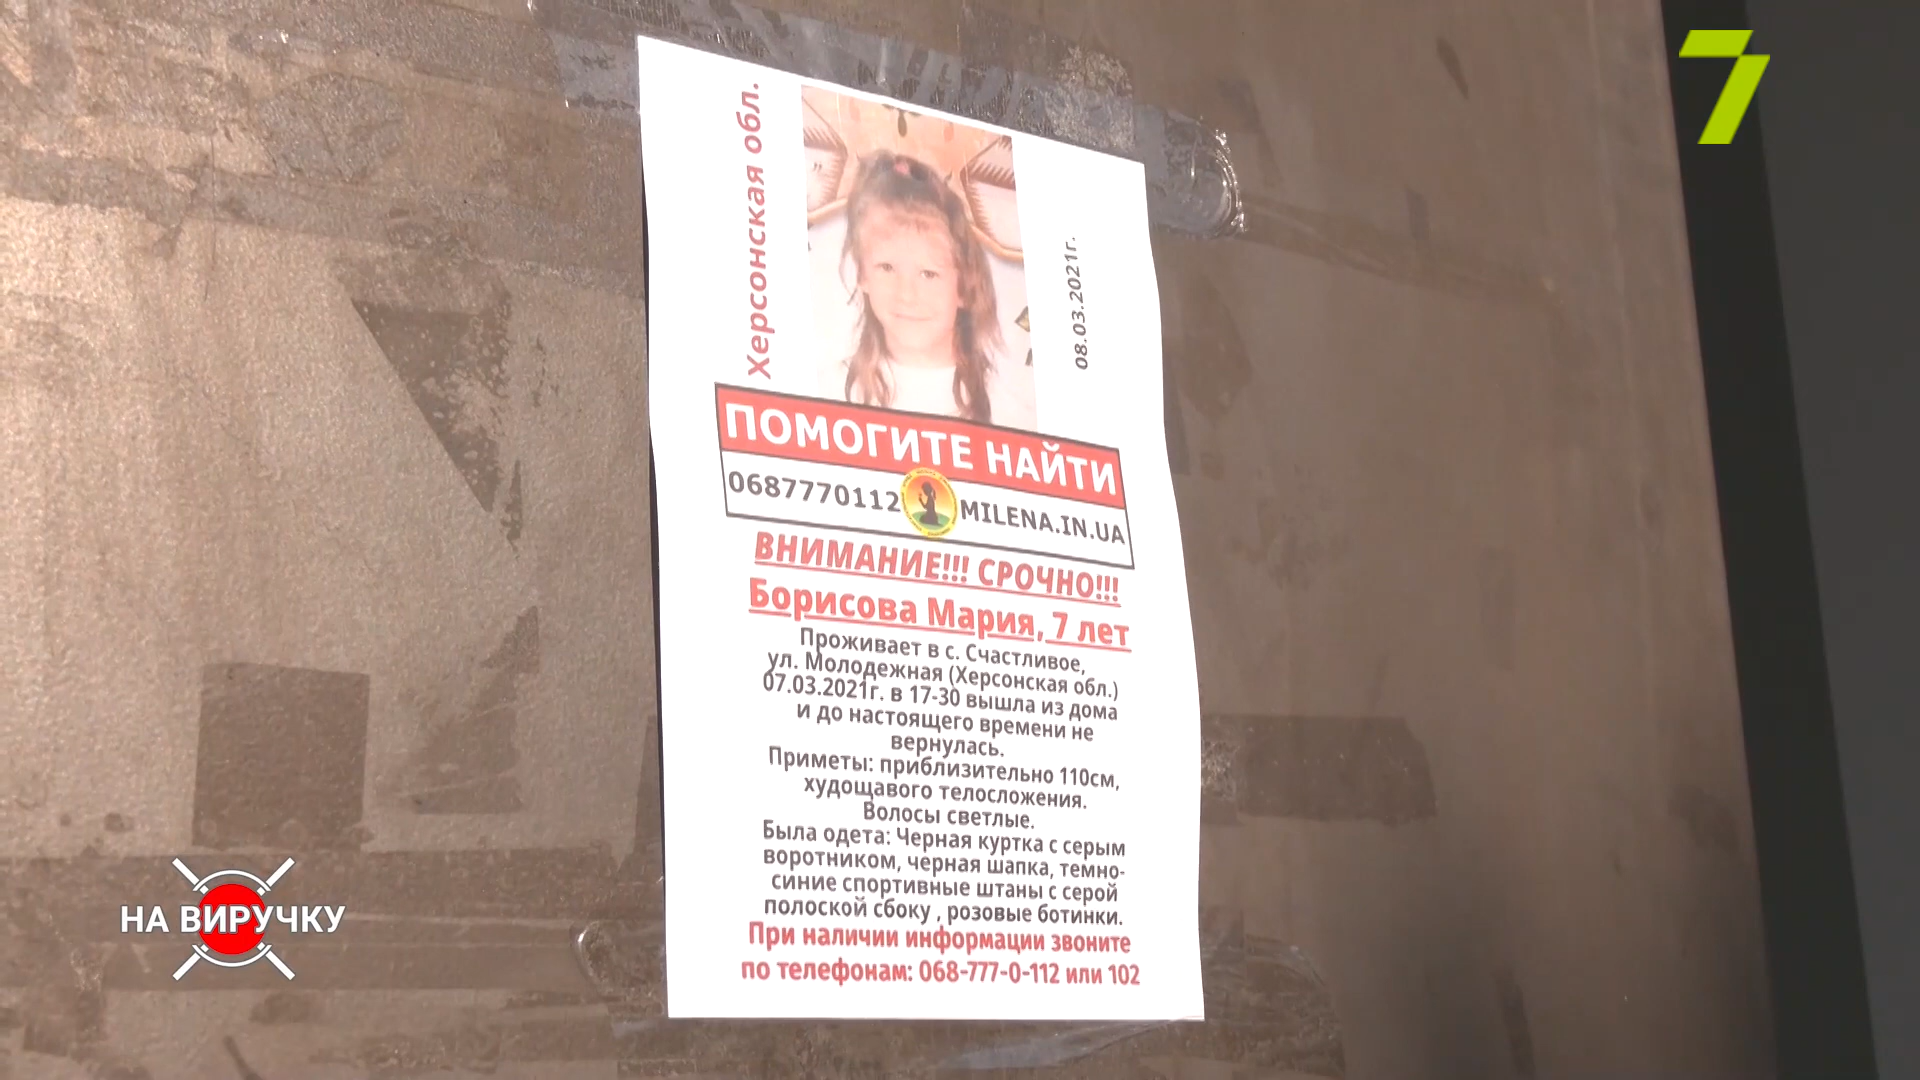 7
Херсонская обл.
08.03.2021г.
ПОМОГИТЕ НАЙТИ
0687770112 MILENA.IN.UA
ВНИМАНИЕ!!! СРОЧНО!!!
Борисова Мария, 7 лет
Проживает в с. Счастливое,
ул. Молодежная (Херсонская обл.)
07.03.2021г. в 17-30 вышла из дома
и до настоящего времени не
вернулась.
Приметы: приблизительно 110см,
худощавого телосложения.
Волосы светлые.
Была одета: Черная куртка с серым
воротником, черная шапка, темно-
синие спортивные штаны с серой
полоской сбоку , розовые ботинки.
При наличии информации звоните
по телефонам: 068-777-0-112 или 102
НА ВИРУЧКУ